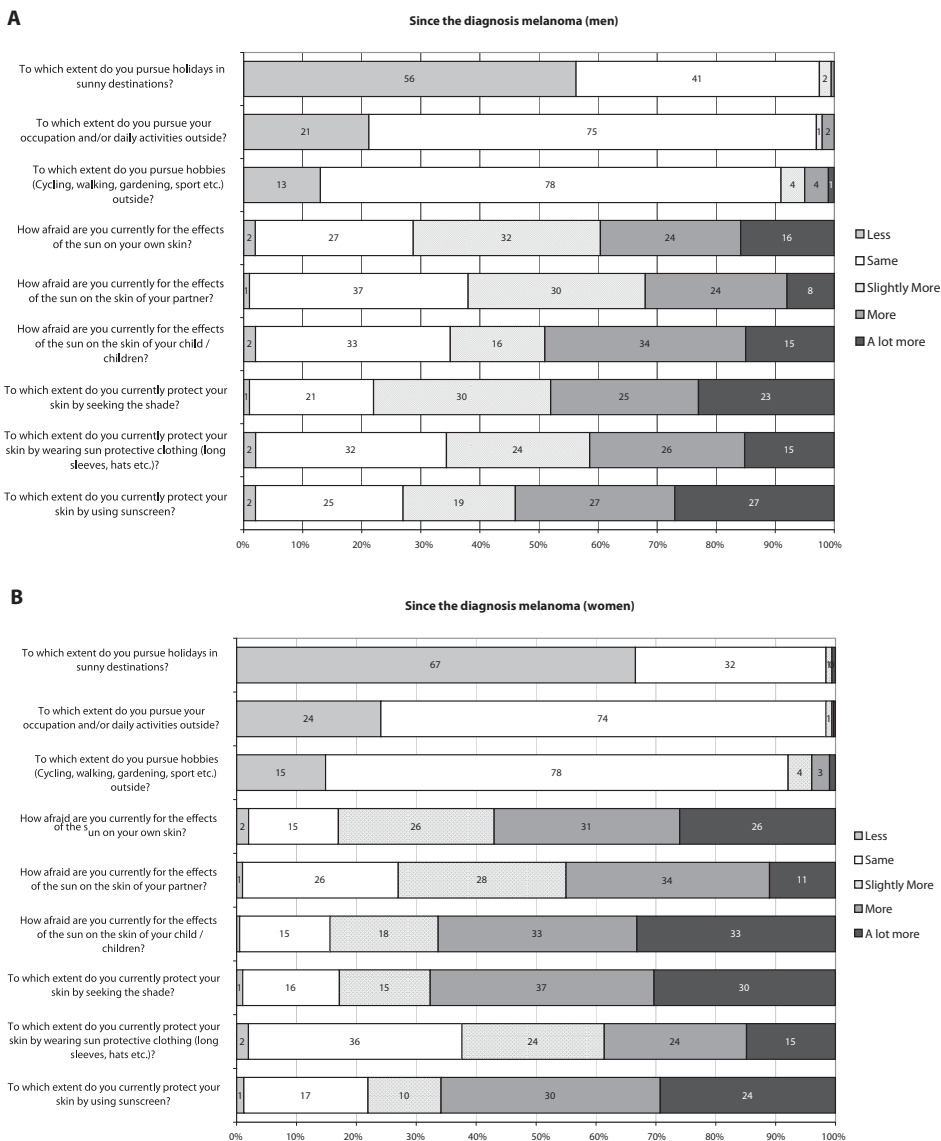 A
Since the diagnosis melanoma (men)
To which extent do you pursue holidays in
sunny destinations?
56 41 2
To which extent do you pursue your
occupation and/or daily activities outside?
21 75 1 2
To which extent do you pursue hobbies
(Cycling, walking, gardening, sport etc.)
outside?
13 78 4 4 1
How afraid are you currently for the effects
of the sun on your own skin?
2 27 32 24 16
How afraid are you currently for the effects
of the sun on the skin of your partner?
1 37 30 24 8
How afraid are you currently for the effects
of the sun on the skin of your child /
children?
2 33 16 34 15
To which extent do you currently protect your
skin by seeking the shade?
1 21 30 25 23
To which extent do you currently protect your
skin by wearing sun protective clothing (long
sleeves, hats etc.)?
2 32 24 26 15
To which extent do you currently protect your
skin by using sunscreen?
2 25 19 27 27
0% 10% 20% 30% 40% 50% 60% 70% 80% 90% 100%
Less
Same
Slightly More
More
A lot more
B
Since the diagnosis melanoma (women)
To which extent do you pursue holidays in
sunny destinations?
67 32
To which extent do you pursue your
occupation and/or daily activities outside?
24 74 1
To which extent do you pursue hobbies
(Cycling, walking, gardening, sport etc.)
outside?
15 78 4 3
How afraid are you currently for the effects
of the sun on your own skin?
2 15 26 31 26
How afraid are you currently for the effects
of the sun on the skin of your partner?
1 26 28 34 11
How afraid are you currently for the effects
of the sun on the skin of your child /
children?
15 18 33 33
To which extent do you currently protect your
skin by seeking the shade?
1 16 15 37 30
To which extent do you currently protect your
skin by wearing sun protective clothing (long
sleeves, hats etc.)?
2 36 24 24 15
To which extent do you currently protect your
skin by using sunscreen?
1 17 10 30 24
0% 10% 20% 30% 40% 50% 60% 70% 80% 90% 100%
Less
Same
Slightly More
More
A lot more